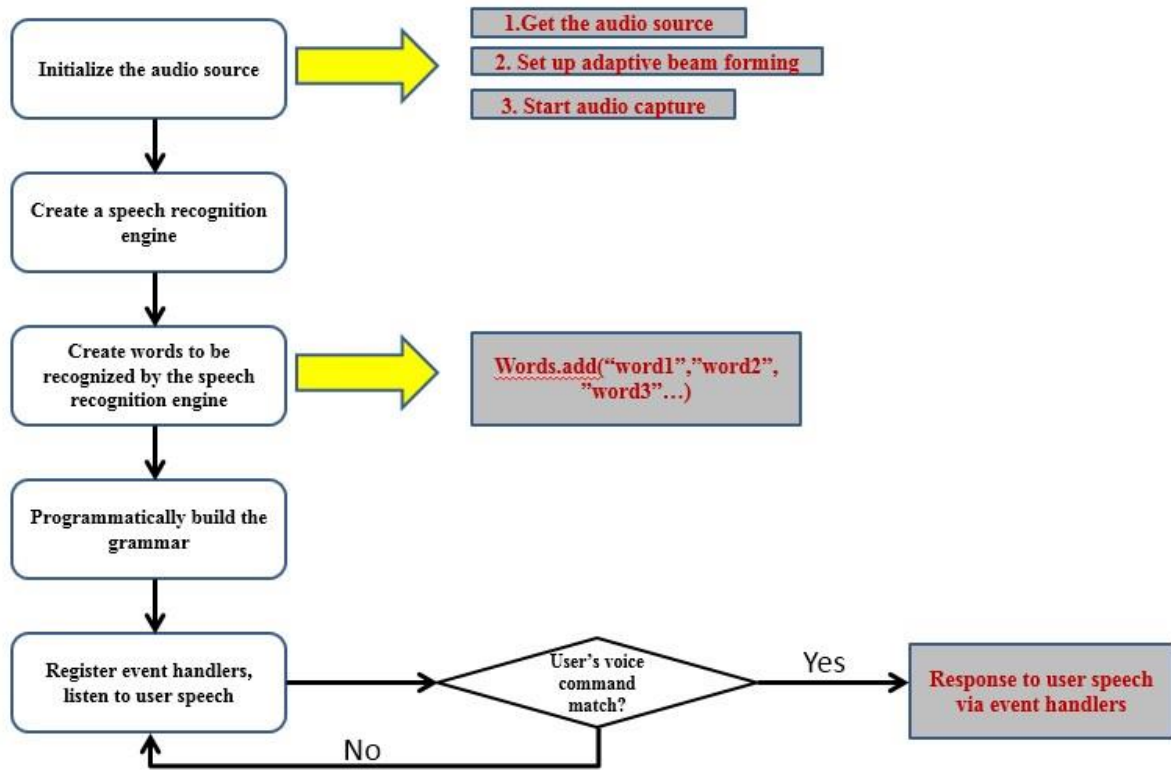 Initialize the audio source
1.Get the audio source
2. Set up adaptive beam forming
3. Start audio capture
Create a speech recognition
engine
Create words to be
recognized by the speech
recognition engine
Words.add(“word1”,”word2”,
”word3”…)
Programmatically build the
grammar
Register event handlers,
listen to user speech
User’s voice
command
match?
Yes
Response to user speech
via event handlers
No